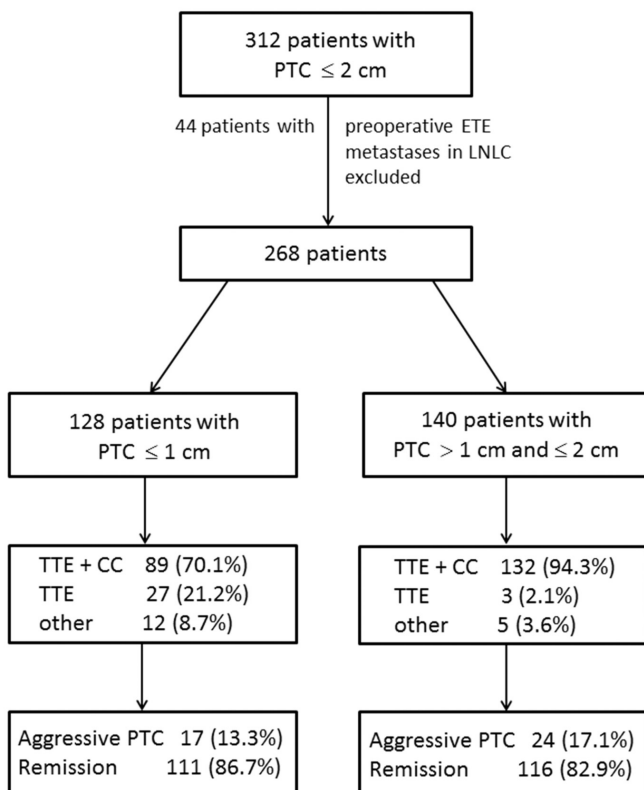 312 patients with
PTC ≤ 2 cm
44 patients with
preoperative ETE
metastases in LNLC
excluded
268 patients
128 patients with
PTC ≤ 1 cm
140 patients with
PTC > 1 cm and ≤ 2 cm
TTE + CC 89 (70.1%)
TTE 27 (21.2%)
other 12 (8.7%)
TTE + CC 132 (94.3%)
TTE 3 (2.1%)
other 5 (3.6%)
Aggressive PTC 17 (13.3%)
Remission 111 (86.7%)
Aggressive PTC 24 (17.1%)
Remission 116 (82.9%)